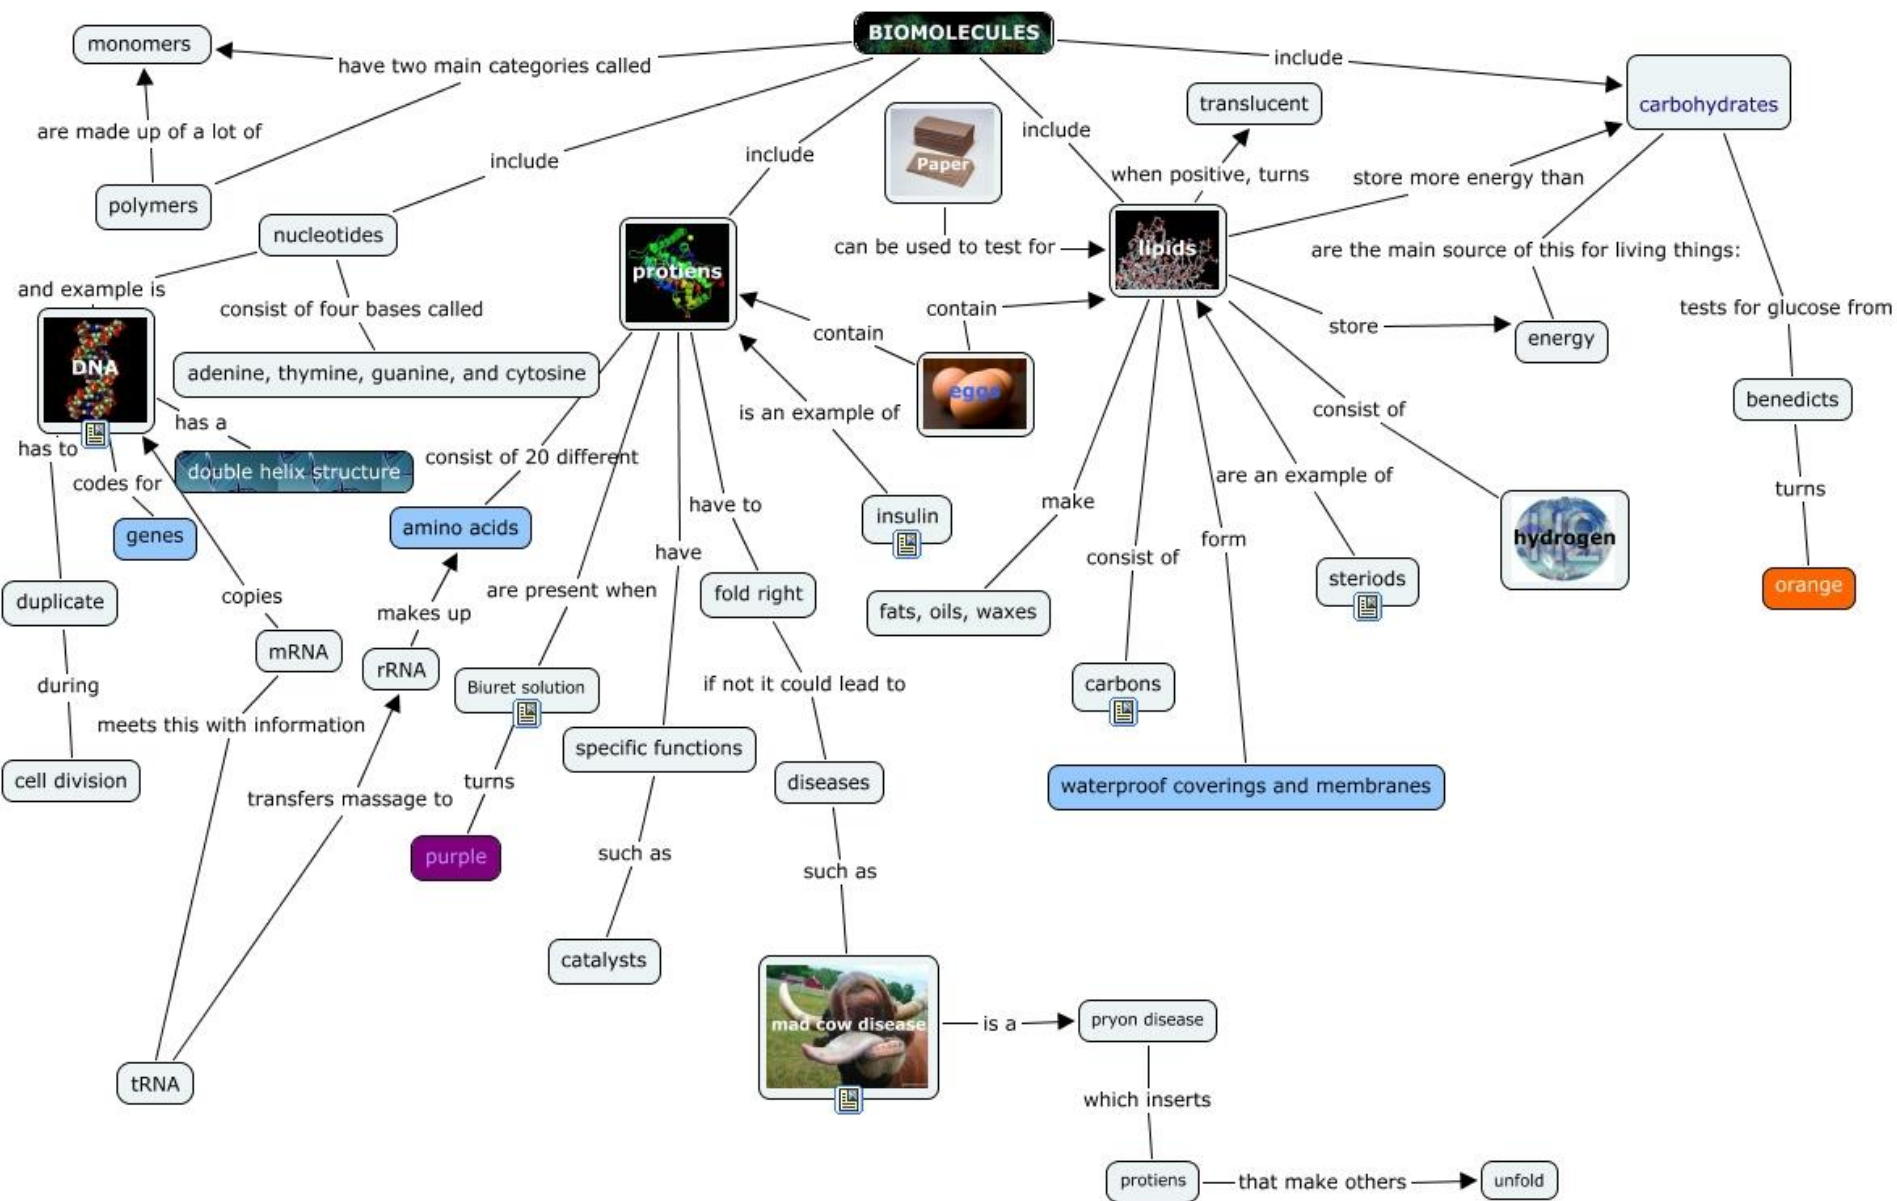 BIOMOLECULES
monomers
have two main categories called
include
carbohydrates
translucent
are made up of a lot of
include
include
include
Paper
when positive, turns
store more energy than
polymers
nucleotides
can be used to test for
lipids
are the main source of this for living things:
protiens
and example is
consist of four bases called
contain
contain
store
energy
tests for glucose from
DNA
adenine, thymine, guanine, and cytosine
eggs
is an example of
consist of
benedicts
has a
has to
double helix structure
consist of 20 different
codes for
are an example of
turns
genes
amino acids
have to
insulin
make
form
hydrogen
have
consist of
duplicate
copies
makes up
are present when
fold right
fats, oils, waxes
steriods
orange
mRNA
rRNA
Biuret solution
if not it could lead to
carbons
during
meets this with information
specific functions
cell division
transfers massage to
turns
diseases
waterproof coverings and membranes
purple
such as
such as
catalysts
mad cow disease
is a
pryon disease
tRNA
which inserts
protiens
that make others
unfold